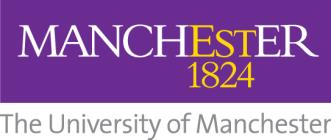 MANCHEstER
1824
The University of Manchester